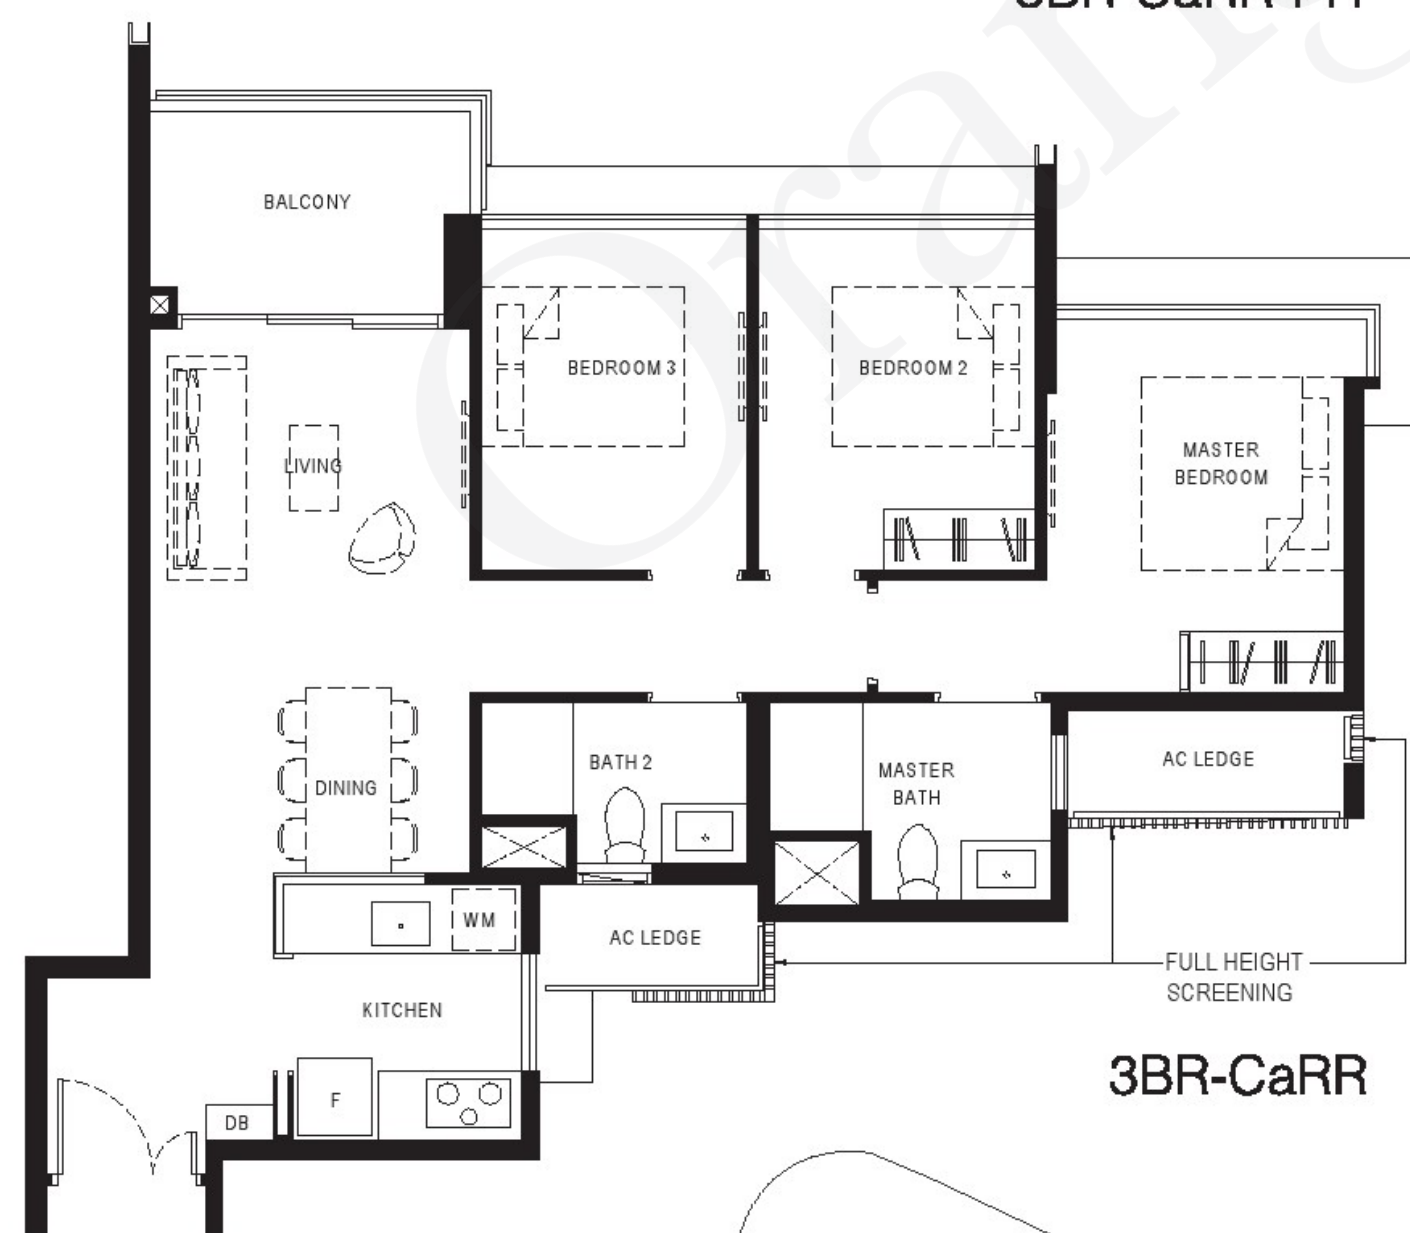 BALCONY
BEDROOM 3
BEDROOM 2
MASTER
BEDROOM
LIVING
DINING
BATH 2
MASTER
BATH
AC LEDGE
WM
AC LEDGE
KITCHEN
FULL HEIGHT
SCREENING
F
DB
3BR-CaRR